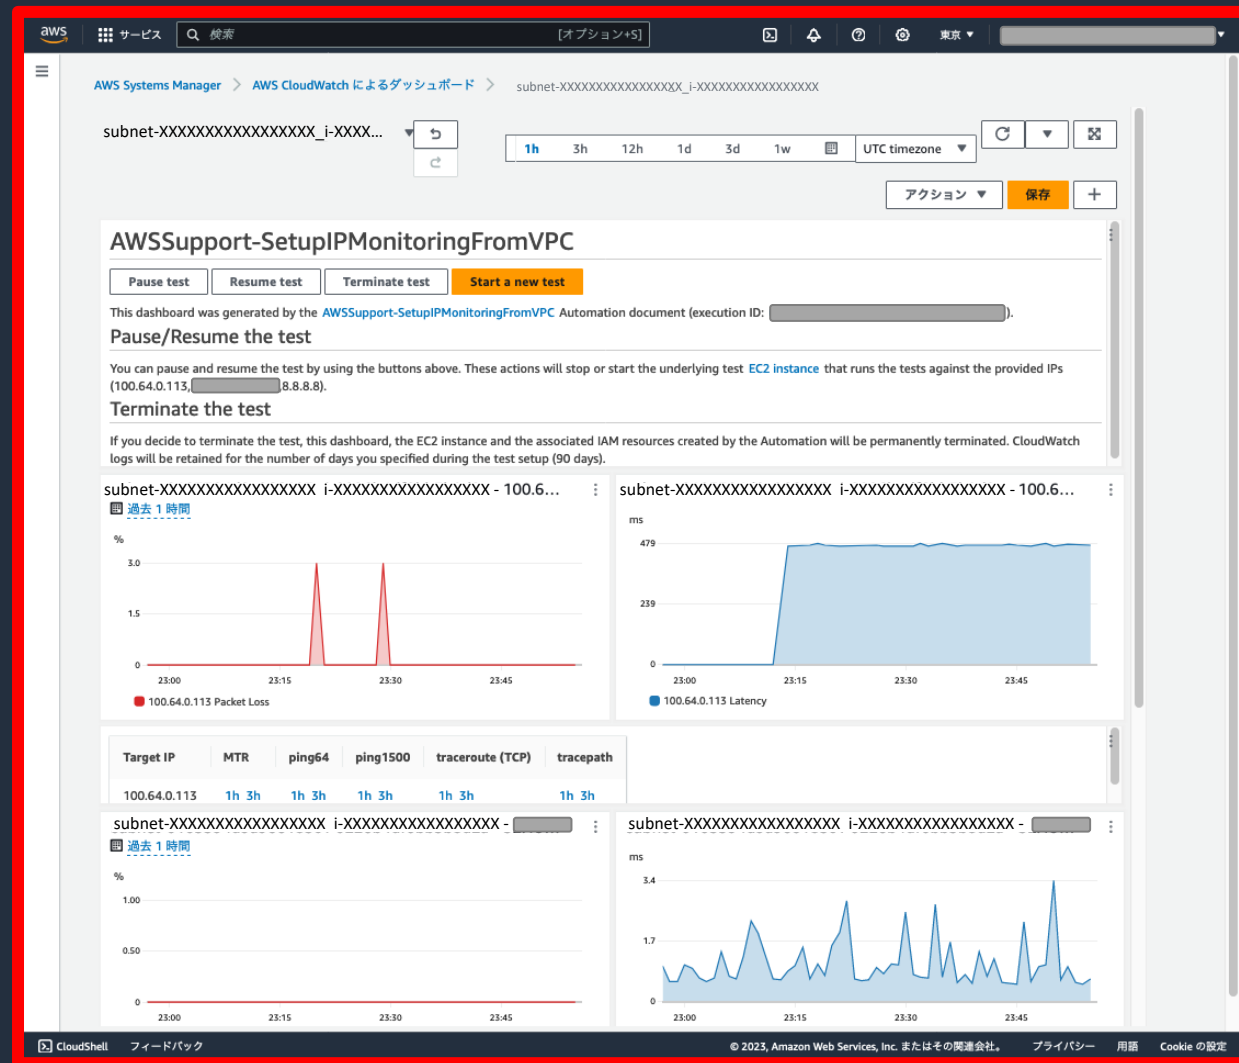 aws サービス 検索 [オプション+S] 東京
AWS Systems Manager AWS CloudWatch によるダッシュボード subnet-XXXXXXXXXXXXXXXXX_i-XXXXXXXXXXXXXXXXX
subnet-XXXXXXXXXXXXXXXXX_i-XXXX...
1h 3h 12h 1d 3d 1w UTC timezone
アクション 保存
AWSSupport-SetupIPMonitoringFromVPC
Pause test Resume test Terminate test Start a new test
This dashboard was generated by the AWSSupport-SetupIPMonitoringFromVPC Automation document (execution ID: ).
Pause/Resume the test
You can pause and resume the test by using the buttons above. These actions will stop or start the underlying test EC2 instance that runs the tests against the provided IPs
(100.64.0.113, 8.8.8.8).
Terminate the test
If you decide to terminate the test, this dashboard, the EC2 instance and the associated IAM resources created by the Automation will be permanently terminated. CloudWatch
logs will be retained for the number of days you specified during the test setup (90 days).
subnet-XXXXXXXXXXXXXXXXX i-XXXXXXXXXXXXXXXXX - 100.6...
過去 1 時間
%
3.0
1.5
0
23:00 23:15 23:30 23:45
100.64.0.113 Packet Loss
subnet-XXXXXXXXXXXXXXXXX i-XXXXXXXXXXXXXXXXX - 100.6...
ms
479
239
0
23:00 23:15 23:30 23:45
100.64.0.113 Latency
Target IP MTR ping64 ping1500 traceroute (TCP) tracepath
100.64.0.113 1h 3h 1h 3h 1h 3h 1h 3h 1h 3h
subnet-XXXXXXXXXXXXXXXXX i-XXXXXXXXXXXXXXXXX -
過去 1 時間
%
1.00
0.50
0
23:00 23:15 23:30 23:45
subnet-XXXXXXXXXXXXXXXXX i-XXXXXXXXXXXXXXXXX -
ms
3.4
1.7
0
23:00 23:15 23:30 23:45
CloudShell フィードバック © 2023, Amazon Web Services, Inc. またはその関連会社。 プライバシー 用語 Cookie の設定